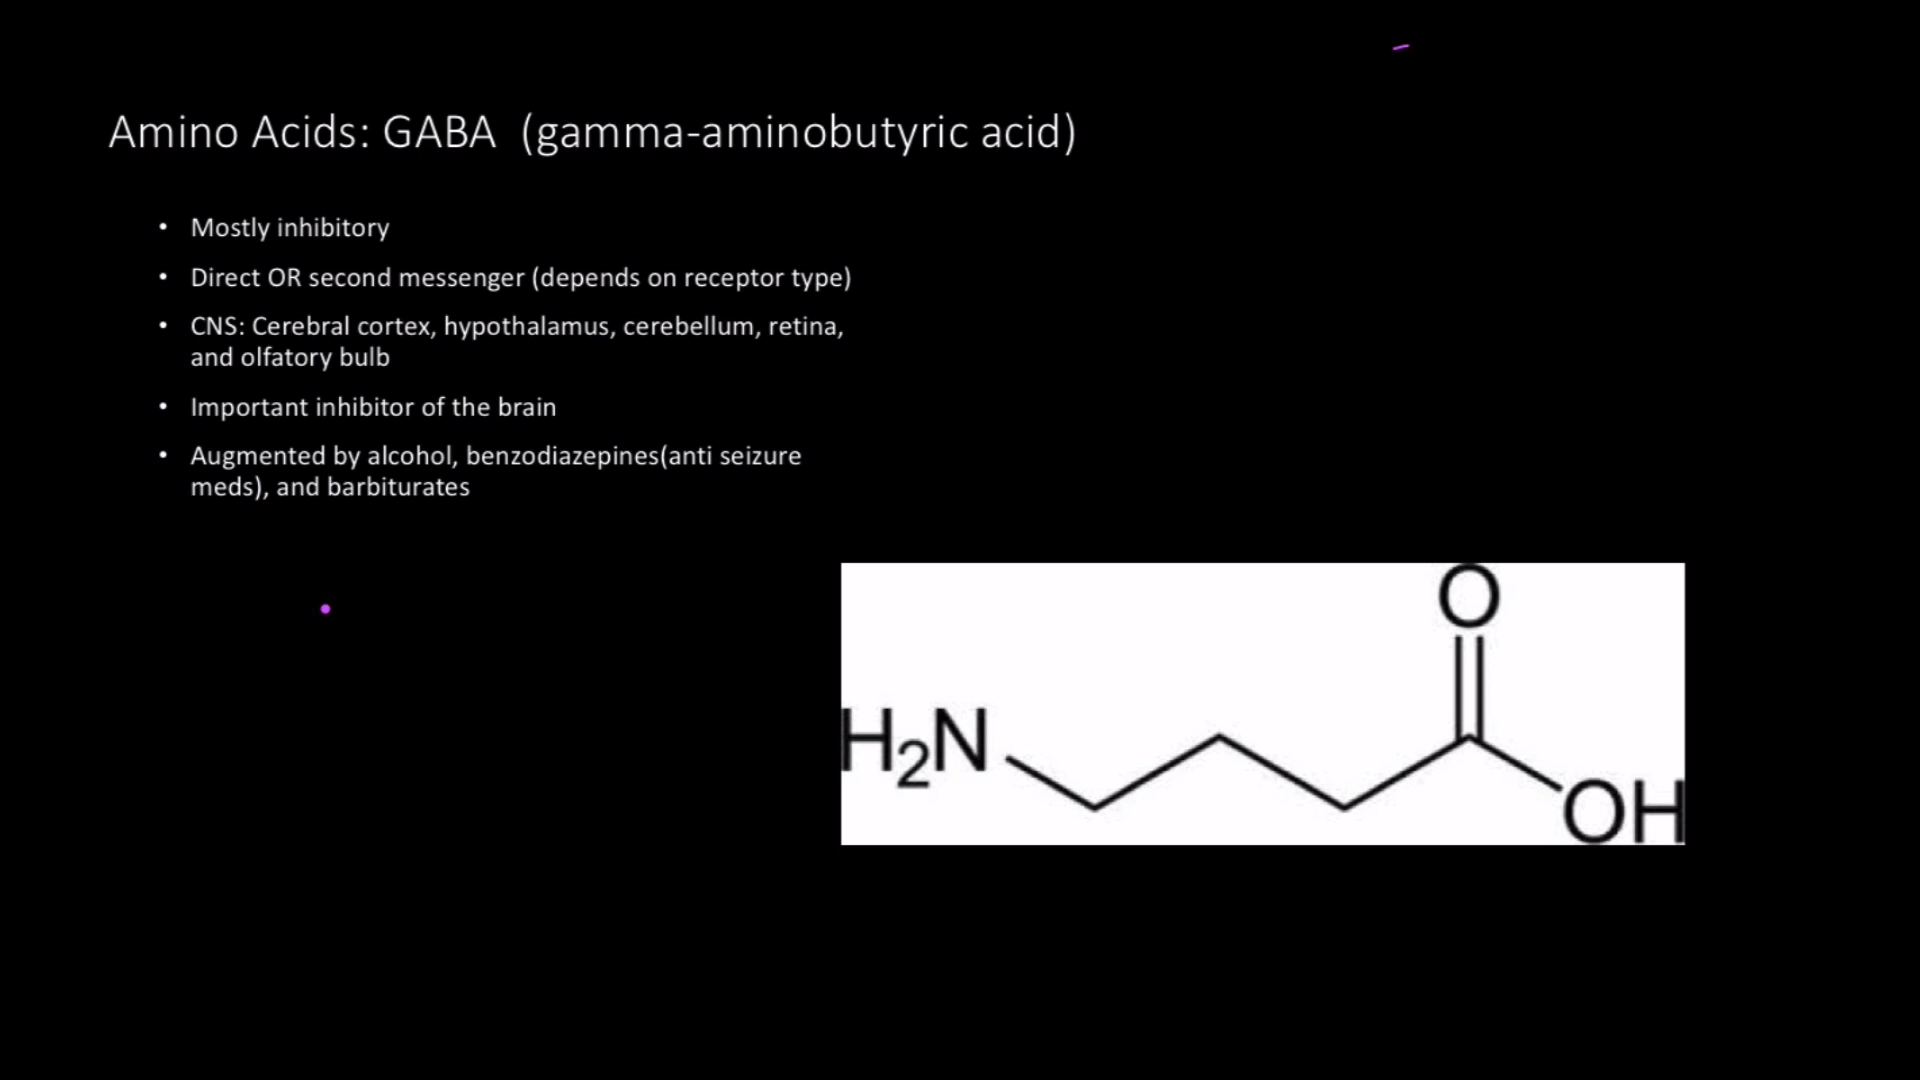 Amino Acids: GABA (gamma-aminobutyric acid)
• Mostly inhibitory
• Direct OR second messenger (depends on receptor type)
• CNS: Cerebral cortex, hypothalamus, cerebellum, retina,
and olfatory bulb
• Important inhibitor of the brain
• Augmented by alcohol, benzodiazepines(anti seizure
meds), and barbiturates
O
H₂N
OH